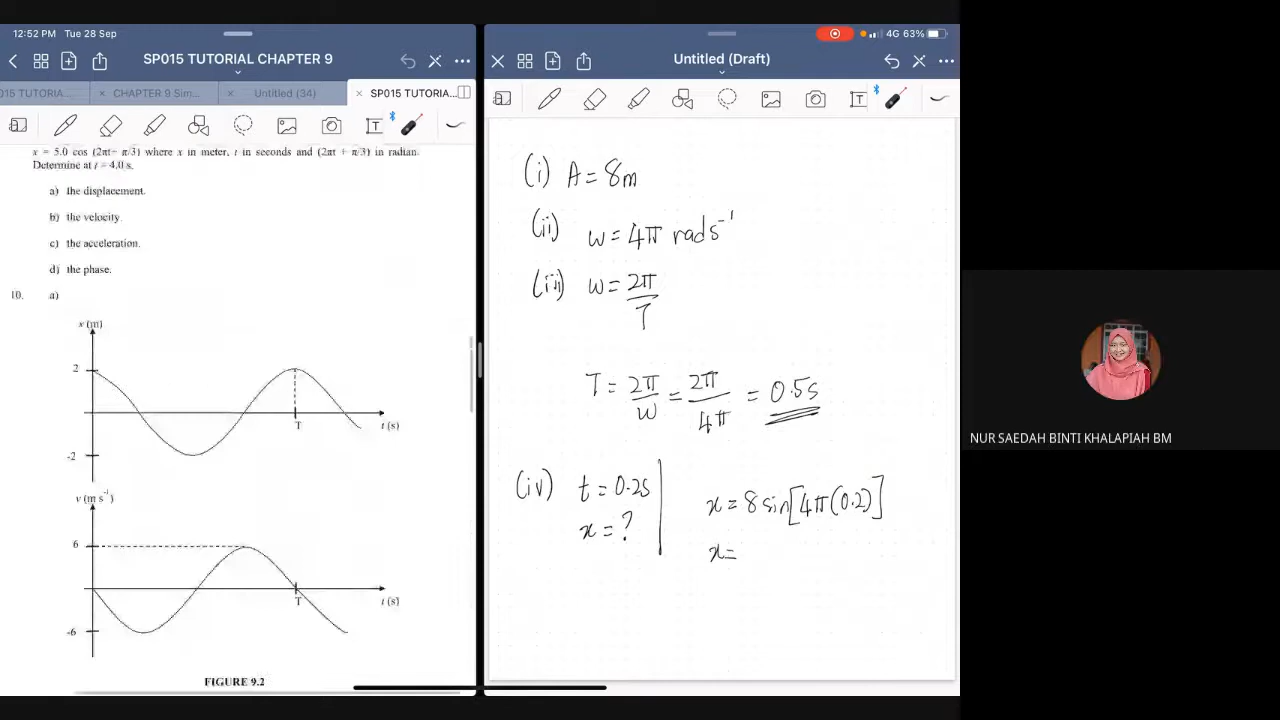 12:52 PM Tue 28 Sep
4G 63%
SP015 TUTORIAL CHAPTER 9
Untitled (Draft)
015 TUTORIA...
× CHAPTER 9 Sim...
× Untitled (34)
× SP015 TUTORIA...
x = 5.0 cos (2πt+ π/3) where x in meter, t in seconds and (2πt + π/3) in radian.
Determine at t = 4.0 s.
a) the displacement.
b) the velocity.
c) the acceleration.
d) the phase.
10. a)
x (m)
2
T
t (s)
-2
v (m s⁻¹)
6
T
t (s)
-6
FIGURE 9.2
(i) A = 8m
(ii) ω = 4π rads⁻¹
(iii) ω = 2π/T
T = 2π/ω = 2π/4π = 0.5s
(iv) t = 0.2s
x = ?
x = 8 sin[4π(0.2)]
x =
NUR SAEDAH BINTI KHALAPIAH BM